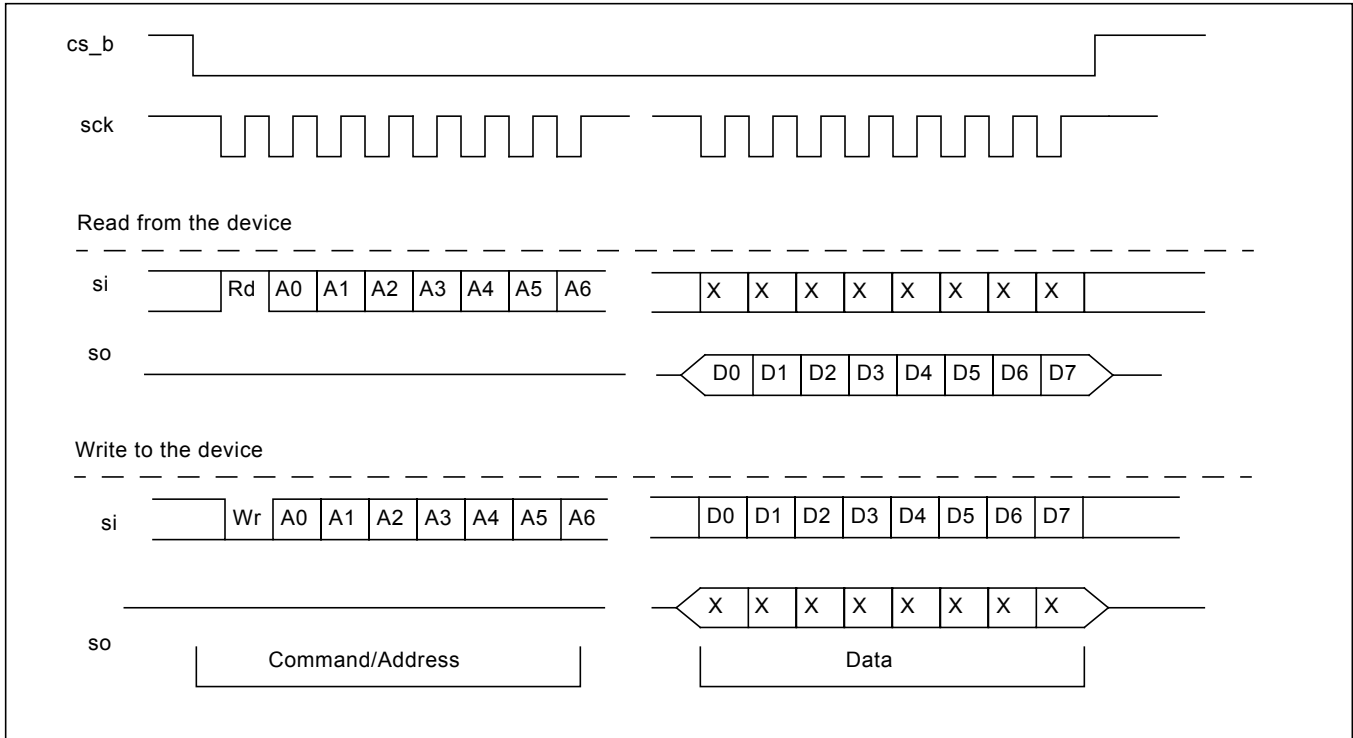 cs_b
sck
Read from the device
si Rd A0 A1 A2 A3 A4 A5 A6 X X X X X X X X
so D0 D1 D2 D3 D4 D5 D6 D7
Write to the device
si Wr A0 A1 A2 A3 A4 A5 A6 D0 D1 D2 D3 D4 D5 D6 D7
so X X X X X X X X
Command/Address Data